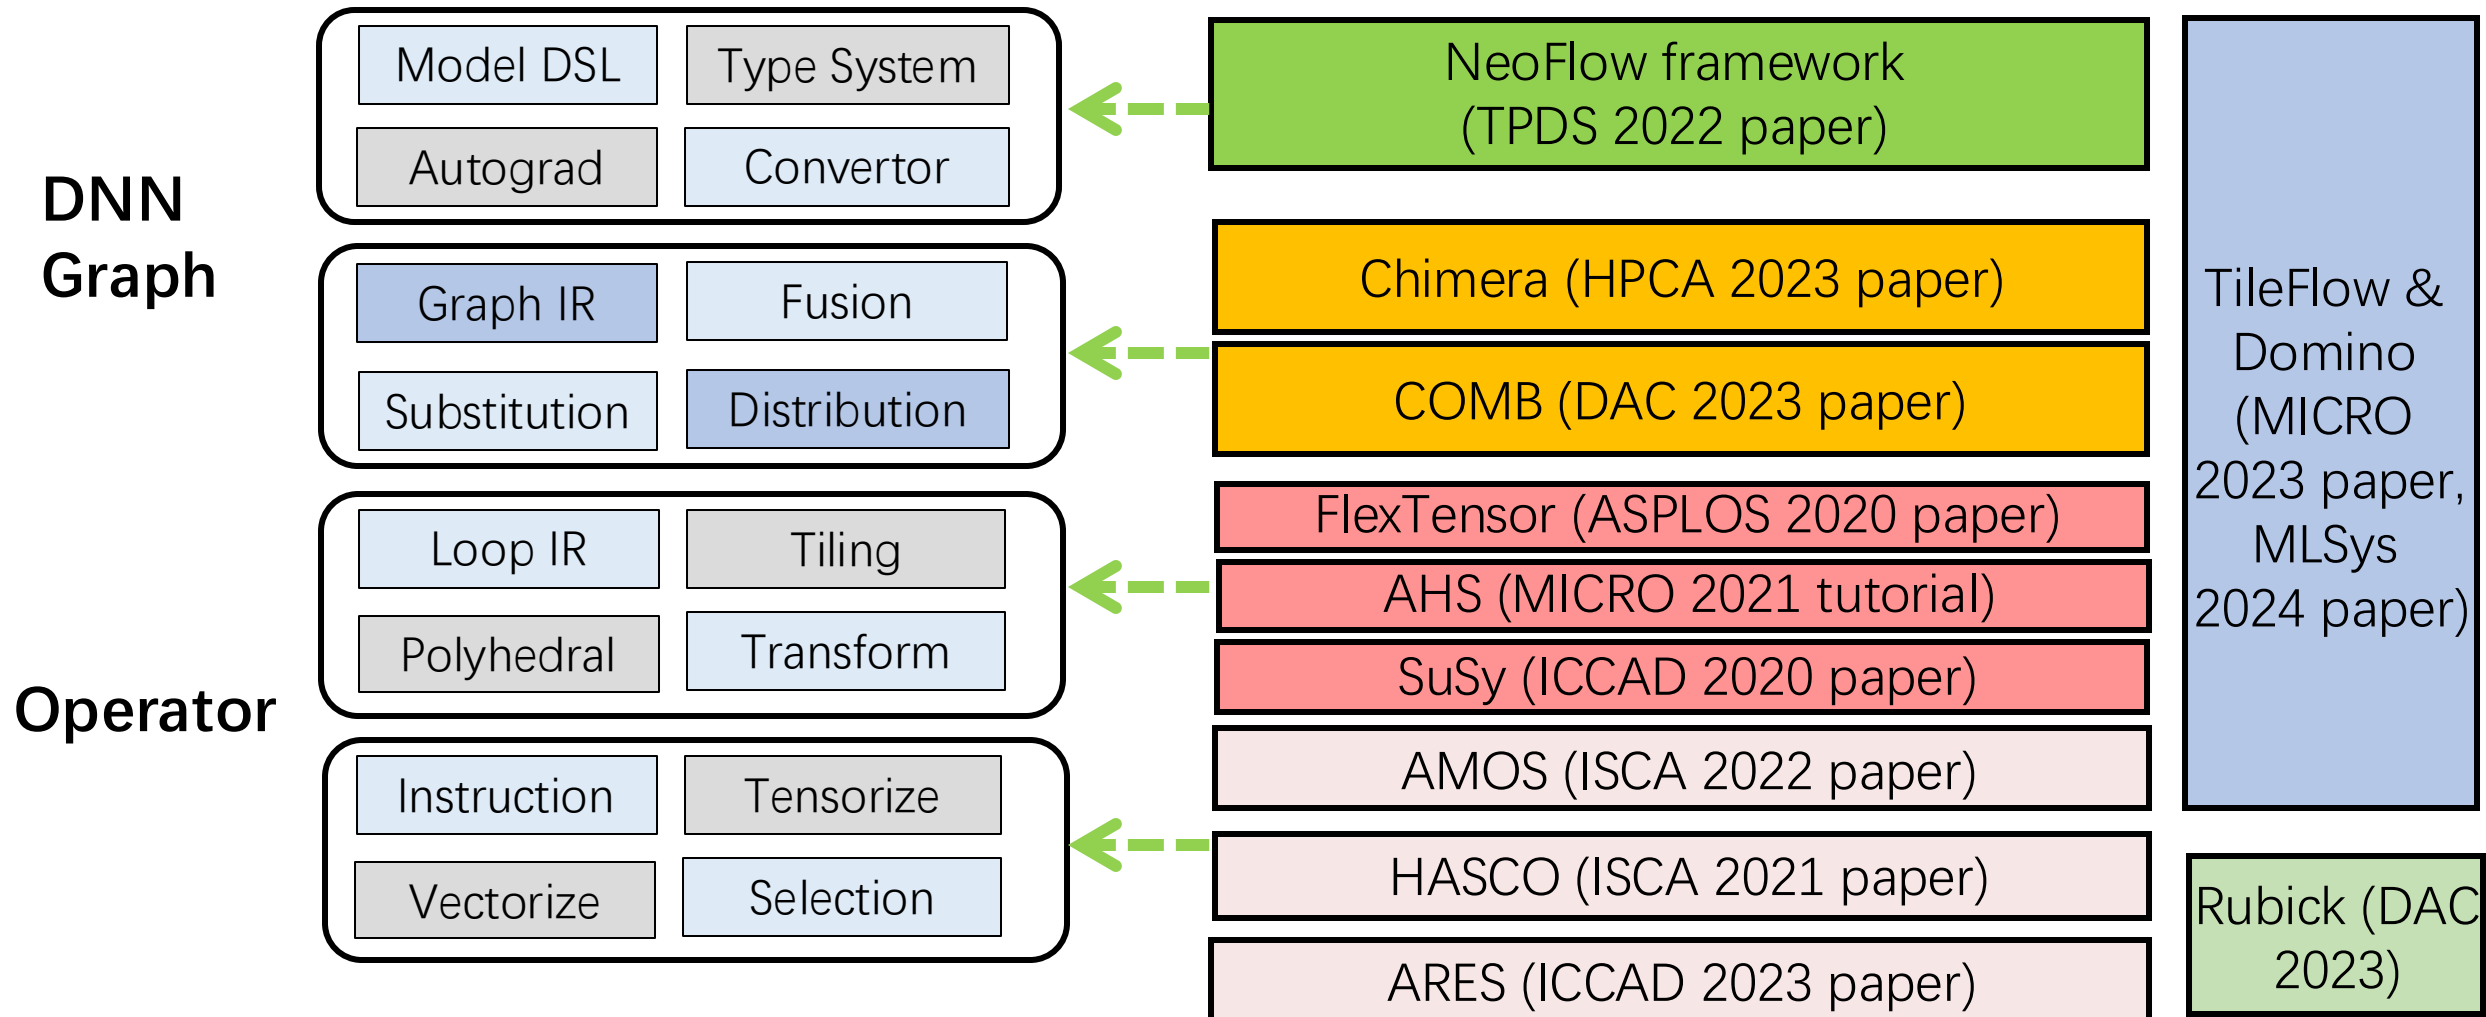 DNN
Graph
Model DSL
Type System
Autograd
Convertor
Graph IR
Fusion
Substitution
Distribution
Operator
Loop IR
Tiling
Polyhedral
Transform
Instruction
Tensorize
Vectorize
Selection
NeoFlow framework
(TPDS 2022 paper)
Chimera (HPCA 2023 paper)
COMB (DAC 2023 paper)
FlexTensor (ASPLOS 2020 paper)
AHS (MICRO 2021 tutorial)
SuSy (ICCAD 2020 paper)
AMOS (ISCA 2022 paper)
HASCO (ISCA 2021 paper)
ARES (ICCAD 2023 paper)
TileFlow &
Domino
(MICRO
2023 paper,
MLSys
2024 paper)
Rubick (DAC
2023)